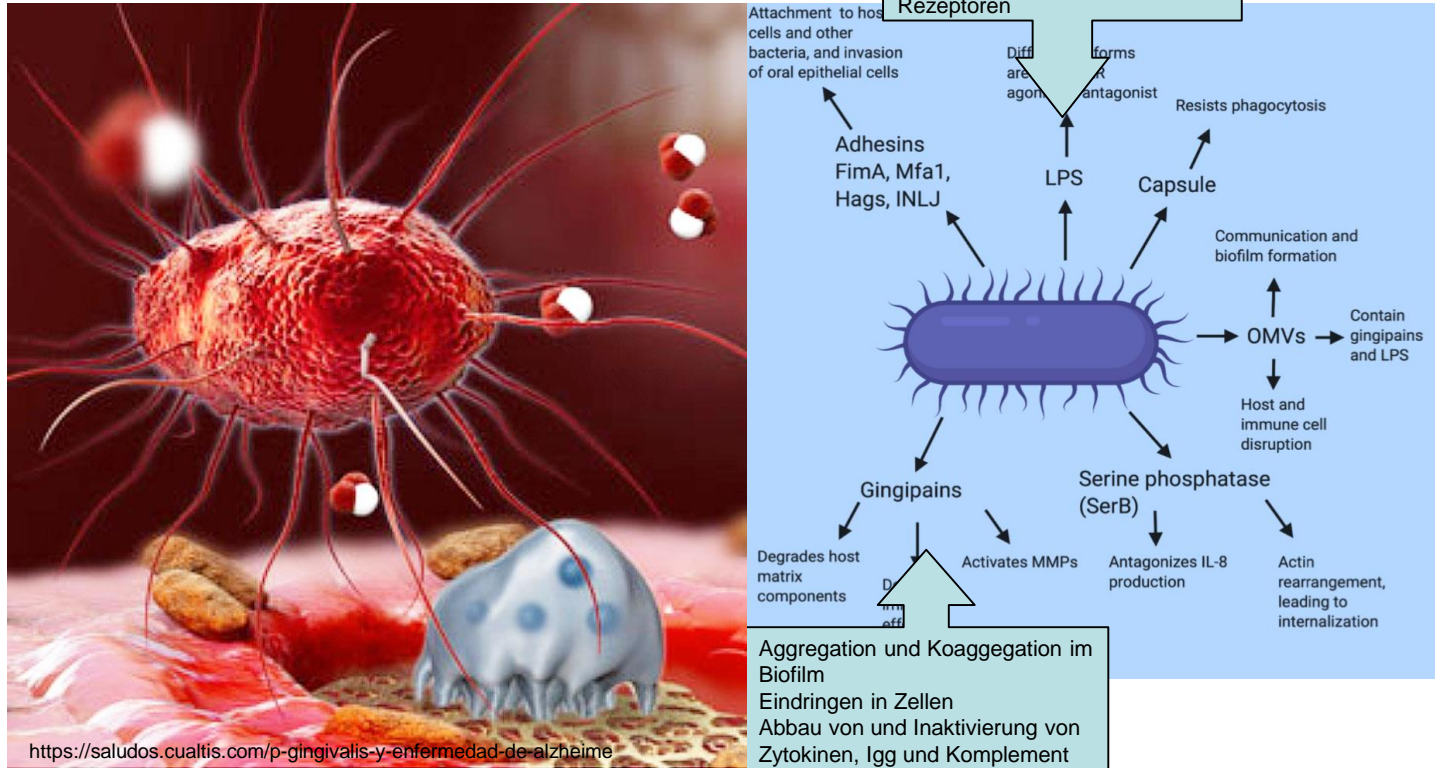 Rezeptoren
Attachment to
cells and other
bacteria, and invasion
of oral epithelial cells
forms
are
antagonist
Resists phagocytosis
Adhesins
FimA, Mfa1,
Hags, INLJ
LPS
Capsule
Communication and
biofilm formation
OMVs
Contain
gingipains
and LPS
Host and
immune cell
disruption
Gingipains
Serine phosphatase
(SerB)
Degrades host
matrix
components
Activates MMPs
Antagonizes IL-8
production
Actin
rearrangement,
leading to
internalization
Aggregation und Koaggegation im
Biofilm
Eindringen in Zellen
Abbau von und Inaktivierung von
Zytokinen, Igg und Komplement
https://saludos.cualtis.com/p-gingivalis-y-enfermedad-de-alzheime